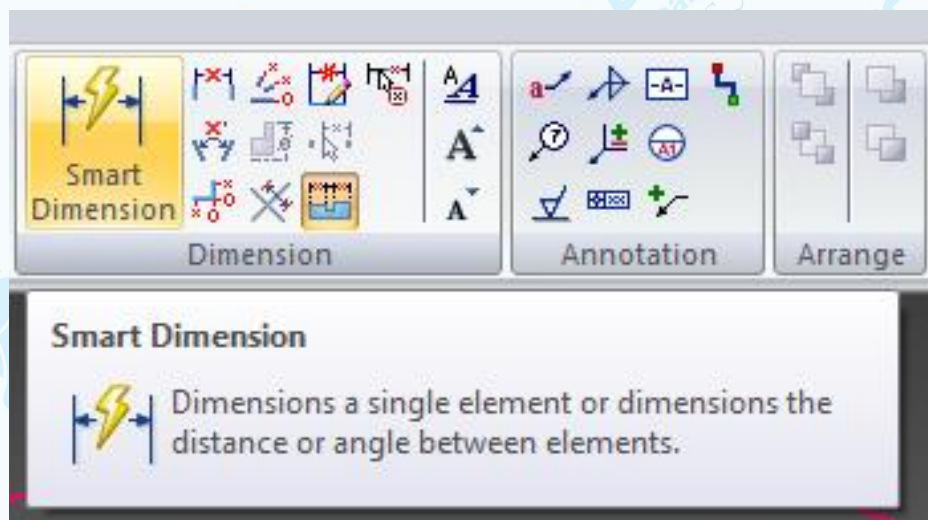 Smart
Dimension
Dimension
Annotation
Arrange
Smart Dimension
Dimensions a single element or dimensions the
distance or angle between elements.